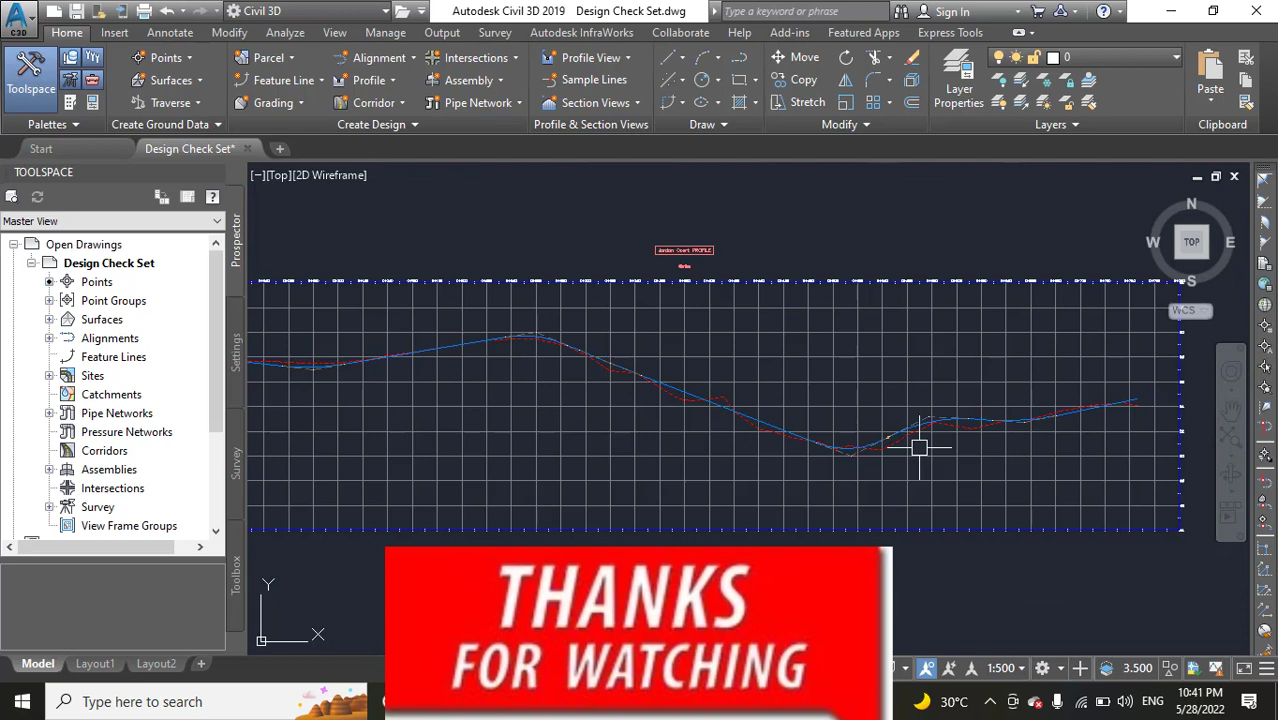 Civil 3D
Autodesk Civil 3D 2019 Design Check Set.dwg
Type a keyword or phrase
Sign In
C3D
Home Insert Annotate Modify Analyze View Manage Output Survey Autodesk InfraWorks Collaborate Help Add-ins Featured Apps Express Tools
Toolspace
Palettes
Points
Surfaces
Traverse
Create Ground Data
Parcel
Feature Line
Grading
Alignment
Profile
Corridor
Intersections
Assembly
Pipe Network
Create Design
Profile View
Sample Lines
Section Views
Profile & Section Views
Draw
Move
Copy
Stretch
Modify
Layer
Properties
0
Layers
Paste
Clipboard
Start
Design Check Set*
TOOLSPACE
Master View
Open Drawings
Design Check Set
Points
Point Groups
Surfaces
Alignments
Feature Lines
Sites
Catchments
Pipe Networks
Pressure Networks
Corridors
Assemblies
Intersections
Survey
View Frame Groups
Prospector
Settings
Survey
Toolbox
[−][Top][2D Wireframe]
Jordan Court PROFILE
N
W TOP E
S
WCS
Y
X
THANKS
FOR WATCHING
Model Layout1 Layout2
1:500
3.500
Type here to search
30°C
ENG
10:41 PM
5/28/2022